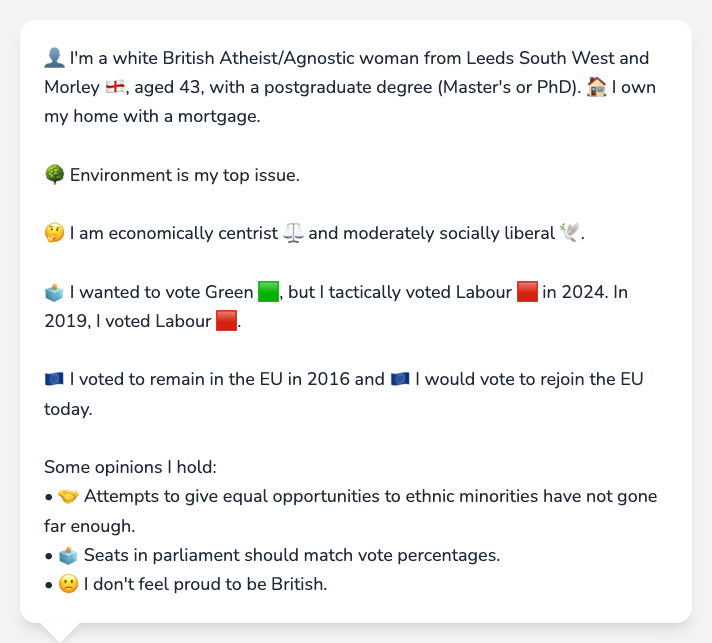 👤 I'm a white British Atheist/Agnostic woman from Leeds South West and
Morley 🏴󠁧󠁢󠁥󠁮󠁧󠁿, aged 43, with a postgraduate degree (Master's or PhD). 🏠 I own
my home with a mortgage.
🌳 Environment is my top issue.
🤔 I am economically centrist ⚖️ and moderately socially liberal 🕊️.
🗳️ I wanted to vote Green 🟩, but I tactically voted Labour 🟥 in 2024. In
2019, I voted Labour 🟥.
🇪🇺 I voted to remain in the EU in 2016 and 🇪🇺 I would vote to rejoin the EU
today.
Some opinions I hold:
• 🤝 Attempts to give equal opportunities to ethnic minorities have not gone
far enough.
• 🗳️ Seats in parliament should match vote percentages.
• 🙁 I don't feel proud to be British.